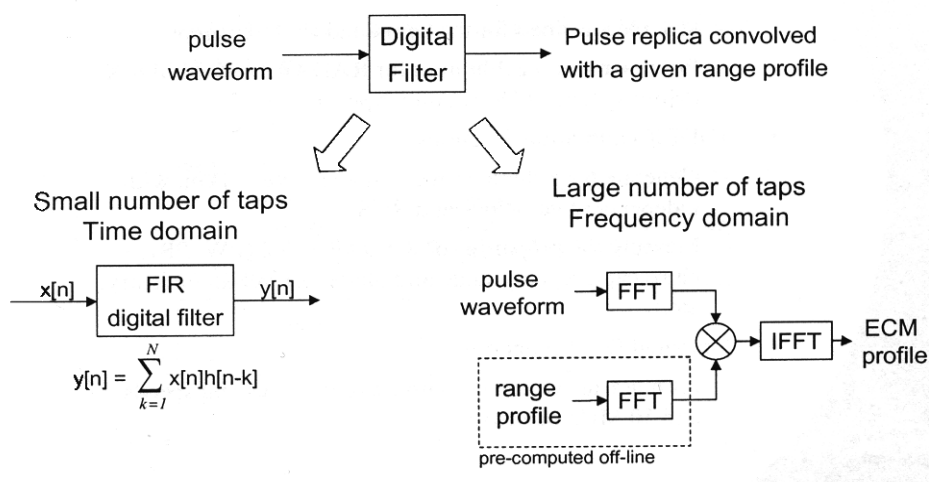 pulse
waveform
Digital
Filter
Pulse replica convolved
with a given range profile
Small number of taps
Time domain
Large number of taps
Frequency domain
x[n]
FIR
digital filter
y[n]
y[n] = N∑k=1 x[n]h[n-k]
pulse
waveform
FFT
IFFT
ECM
profile
range
profile
FFT
pre-computed off-line